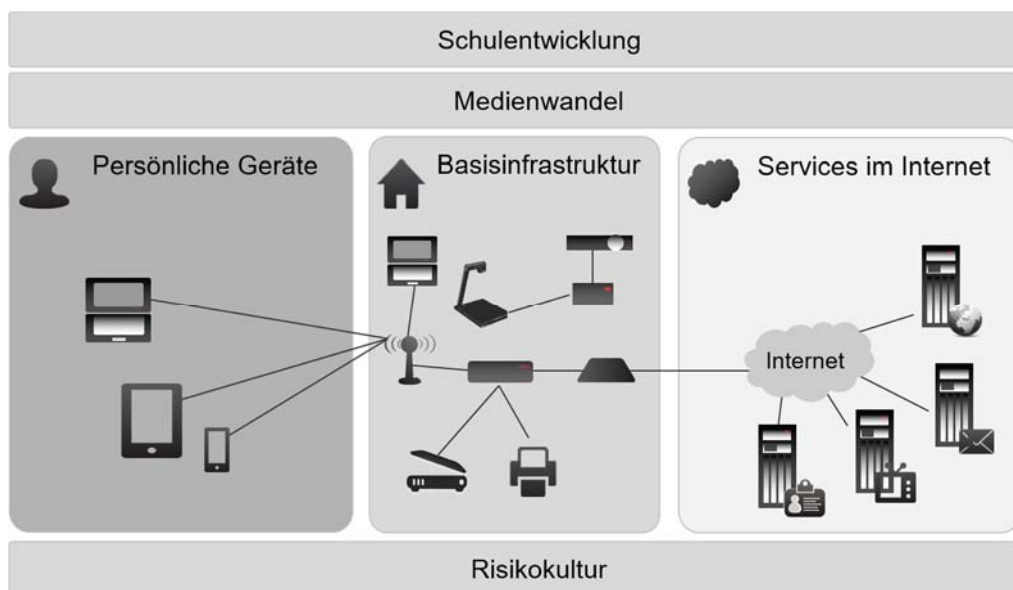 Schulentwicklung
Medienwandel
Persönliche Geräte
Basisinfrastruktur
Services im Internet
Internet
Risikokultur